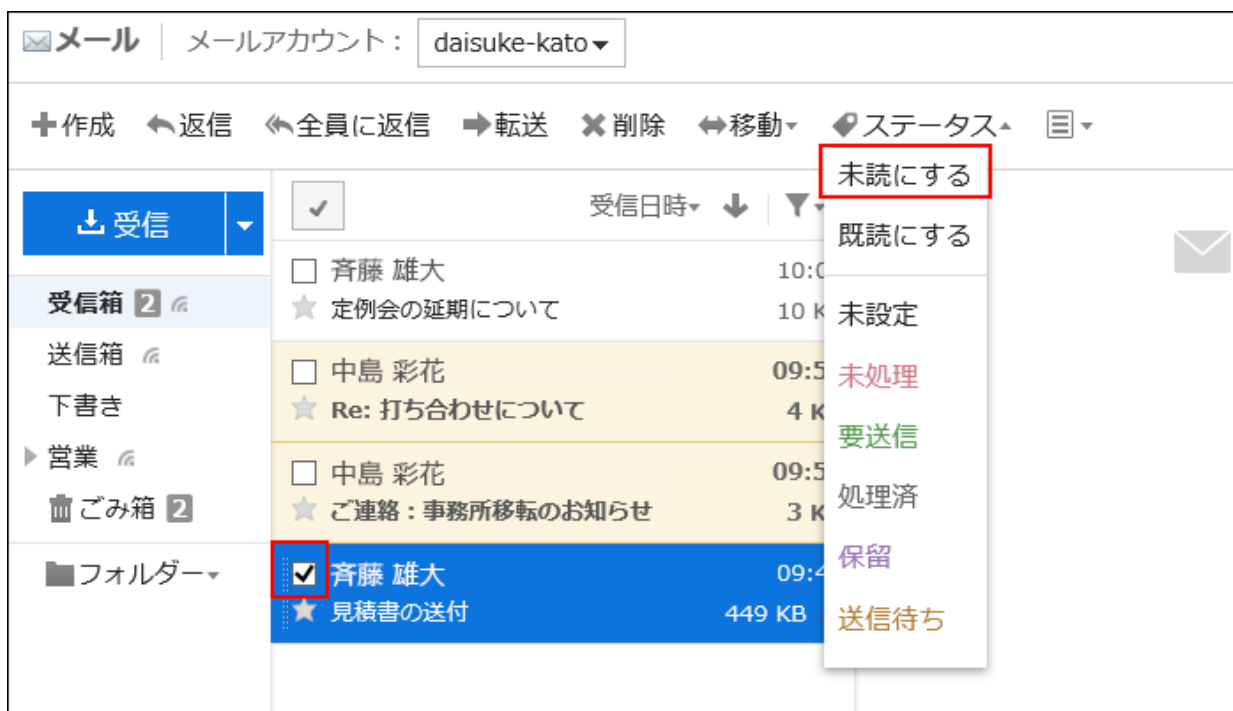 メール メールアカウント： daisuke-kato
作成 返信 全員に返信 転送 削除 移動 ステータス
未読にする
既読にする
未設定
未処理
要送信
処理済
保留
送信待ち
受信
受信箱 2
送信箱
下書き
営業
ごみ箱 2
フォルダー
受信日時
斉藤 雄大
定例会の延期について 10
中島 彩花
Re: 打ち合わせについて 4
中島 彩花
ご連絡：事務所移転のお知らせ 3
斉藤 雄大
見積書の送付 449 KB